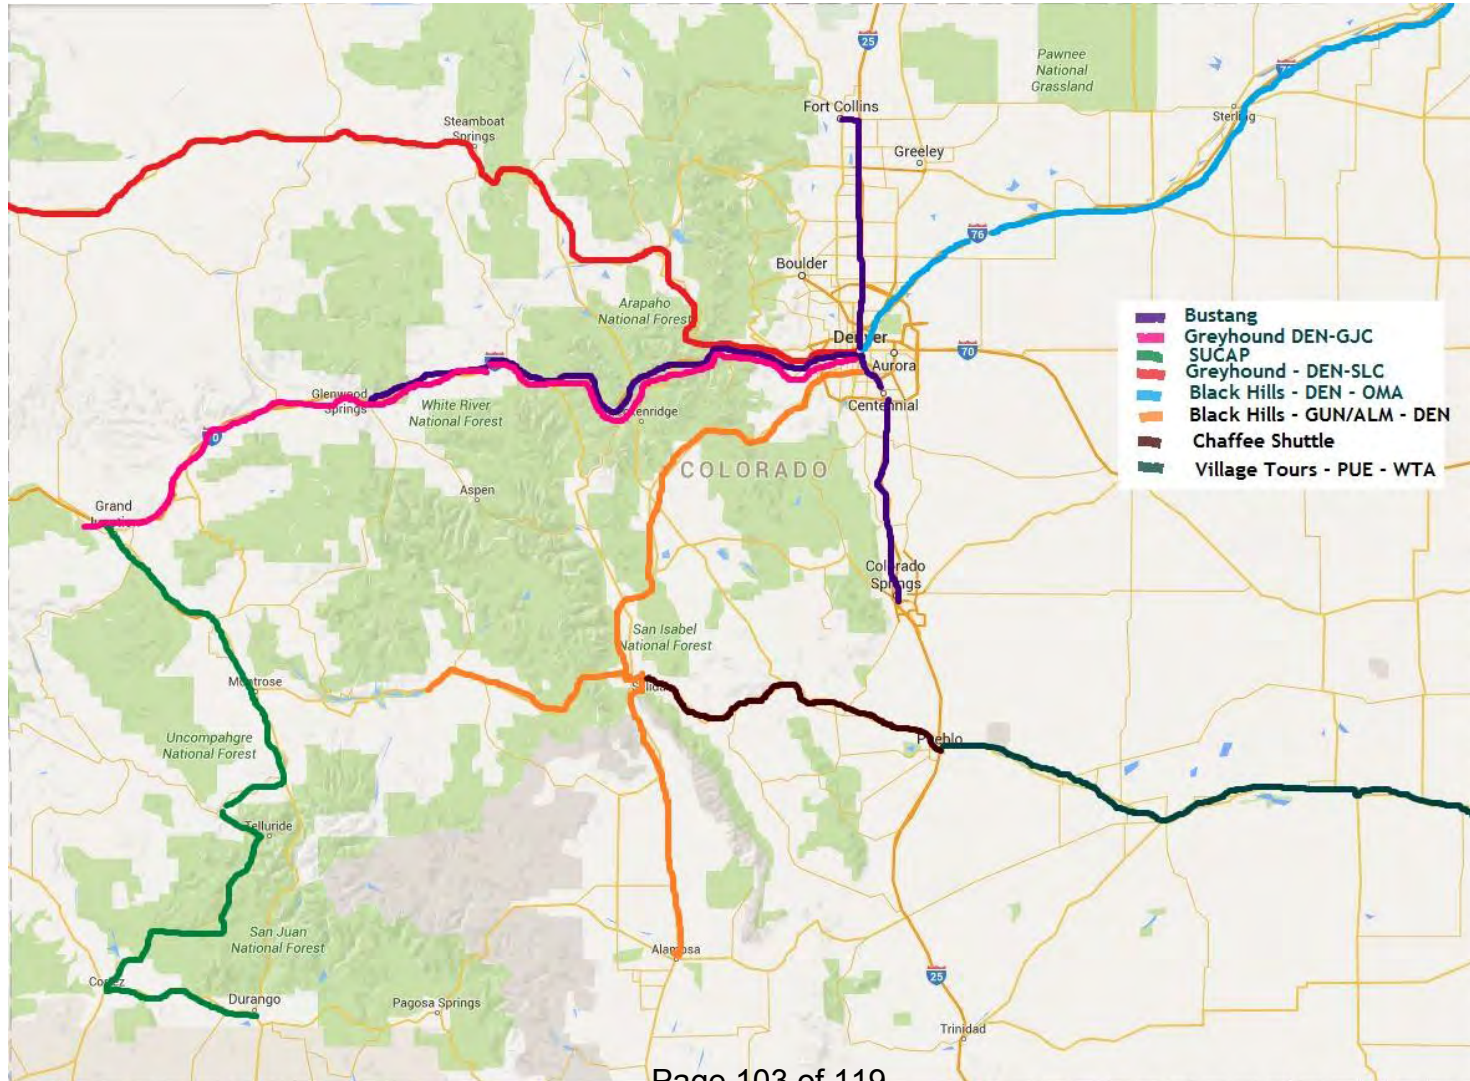 25
Pawnee
National
Grassland
Fort Collins
Steamboat
Springs
Sterling
Greeley
76
Boulder
Arapaho
National Forest
Denver
70
Aurora
Glenwood
Springs
White River
National Forest
Breckenridge
Centennial
Bustang
Greyhound DEN-GJC
SUCAP
Greyhound - DEN-SLC
Black Hills - DEN - OMA
Black Hills - GUN/ALM - DEN
Chaffee Shuttle
Village Tours - PUE - WTA
COLORADO
Aspen
Grand
Junction
Colorado
Springs
San Isabel
National Forest
Montrose
Salida
Uncompahgre
National Forest
Pueblo
Telluride
San Juan
National Forest
Alamosa
Cortez
Durango
Pagosa Springs
25
Trinidad
Page 103 of 119